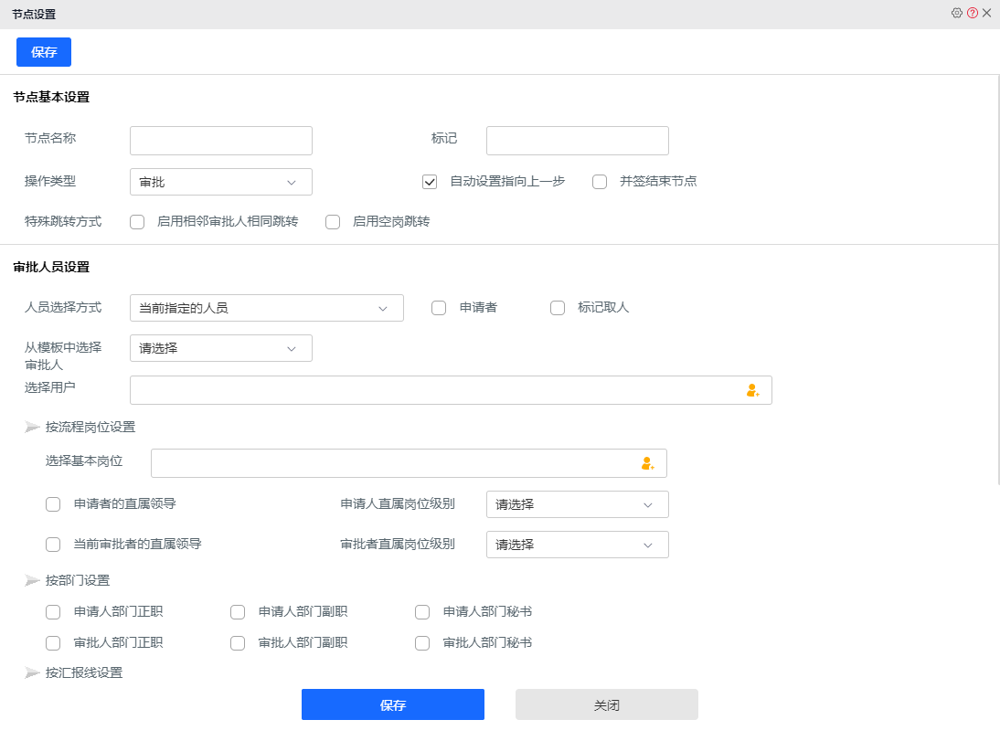 节点设置
保存
节点基本设置
节点名称 标记
操作类型 审批 自动设置指向上一步 并签结束节点
特殊跳转方式 启用相邻审批人相同跳转 启用空岗跳转
审批人员设置
人员选择方式 当前指定的人员 申请者 标记取人
从模板中选择 请选择
审批人
选择用户
按流程岗位设置
选择基本岗位
申请者的直属领导 申请人直属岗位级别 请选择
当前审批者的直属领导 审批者直属岗位级别 请选择
按部门设置
申请人部门正职 申请人部门副职 申请人部门秘书
审批人部门正职 审批人部门副职 审批人部门秘书
按汇报线设置
保存 关闭